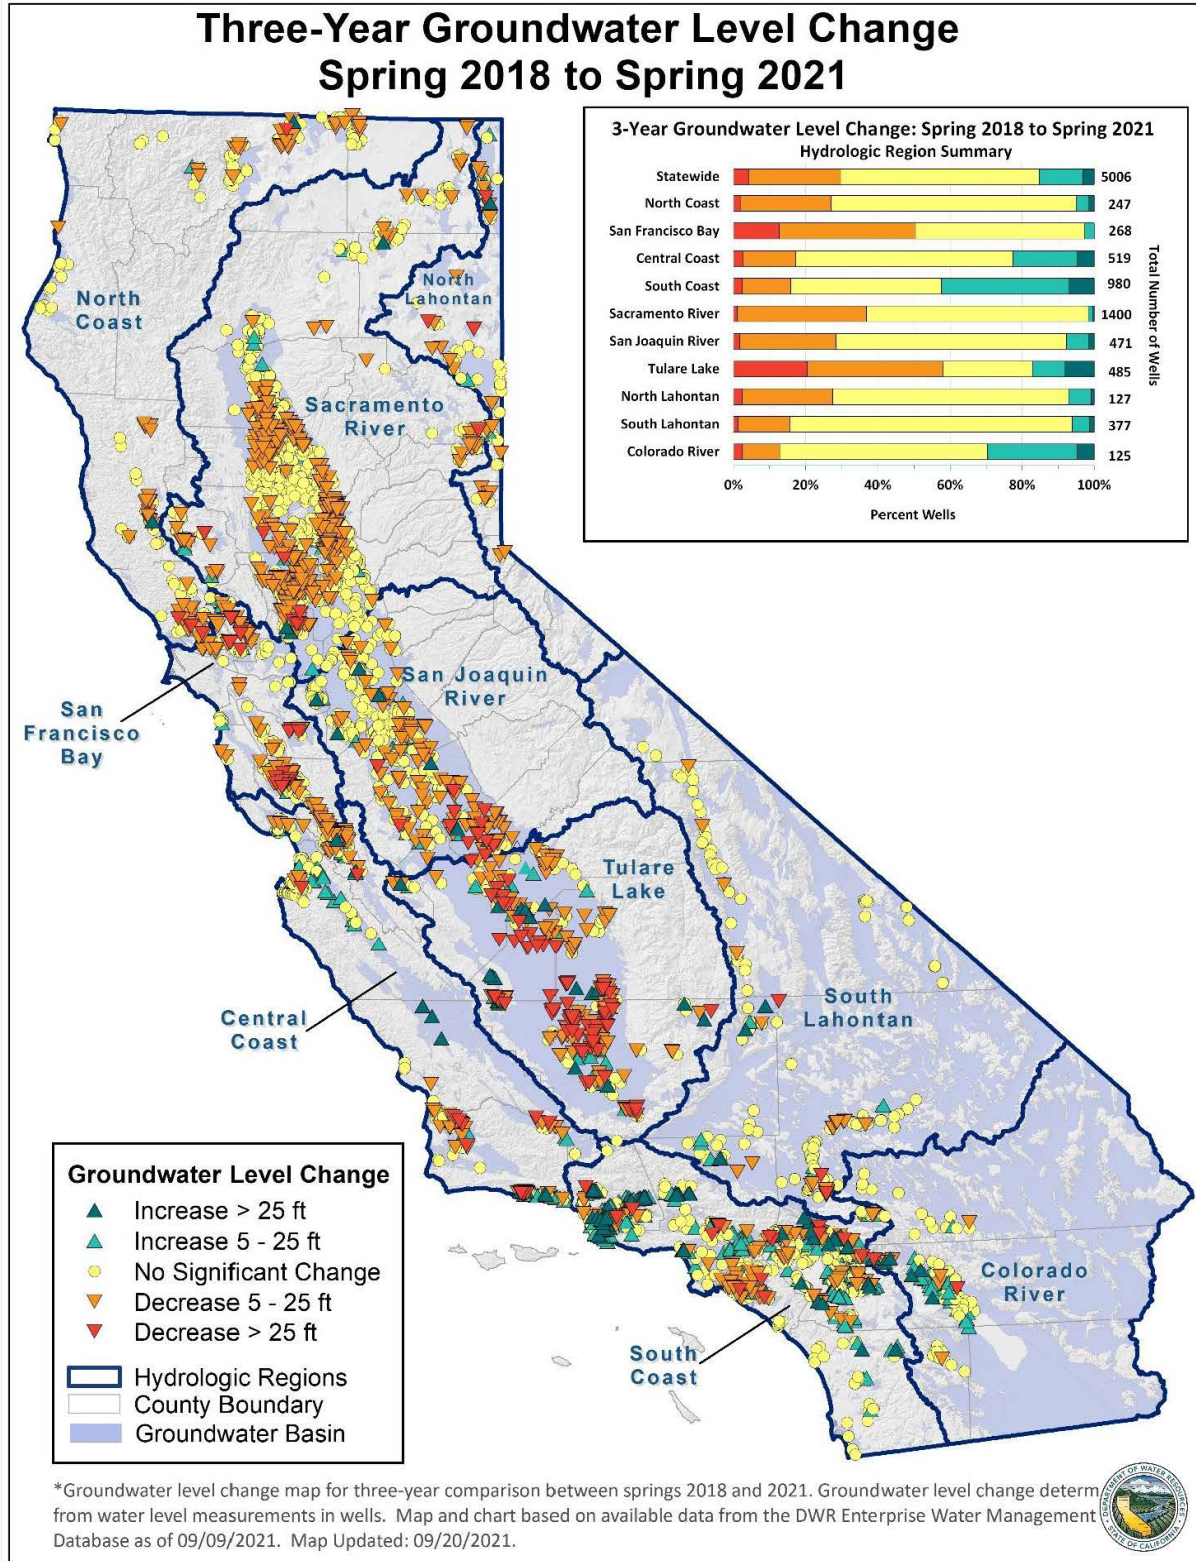 Three-Year Groundwater Level Change
Spring 2018 to Spring 2021
3-Year Groundwater Level Change: Spring 2018 to Spring 2021
Hydrologic Region Summary
Statewide 5006
North Coast 247
San Francisco Bay 268
Central Coast 519
South Coast 980
Sacramento River 1400
San Joaquin River 471
Tulare Lake 485
North Lahontan 127
South Lahontan 377
Colorado River 125
0% 20% 40% 60% 80% 100%
Percent Wells
Total Number of Wells
North
Coast
North
Lahontan
Sacramento
River
San Joaquin
River
San
Francisco
Bay
Tulare
Lake
Central
Coast
South
Lahontan
Colorado
River
South
Coast
Groundwater Level Change
Increase > 25 ft
Increase 5 - 25 ft
No Significant Change
Decrease 5 - 25 ft
Decrease > 25 ft
Hydrologic Regions
County Boundary
Groundwater Basin
*Groundwater level change map for three-year comparison between springs 2018 and 2021. Groundwater level change determ
from water level measurements in wells. Map and chart based on available data from the DWR Enterprise Water Management
Database as of 09/09/2021. Map Updated: 09/20/2021.
DEPARTMENT OF WATER RESOURCES
STATE OF CALIFORNIA